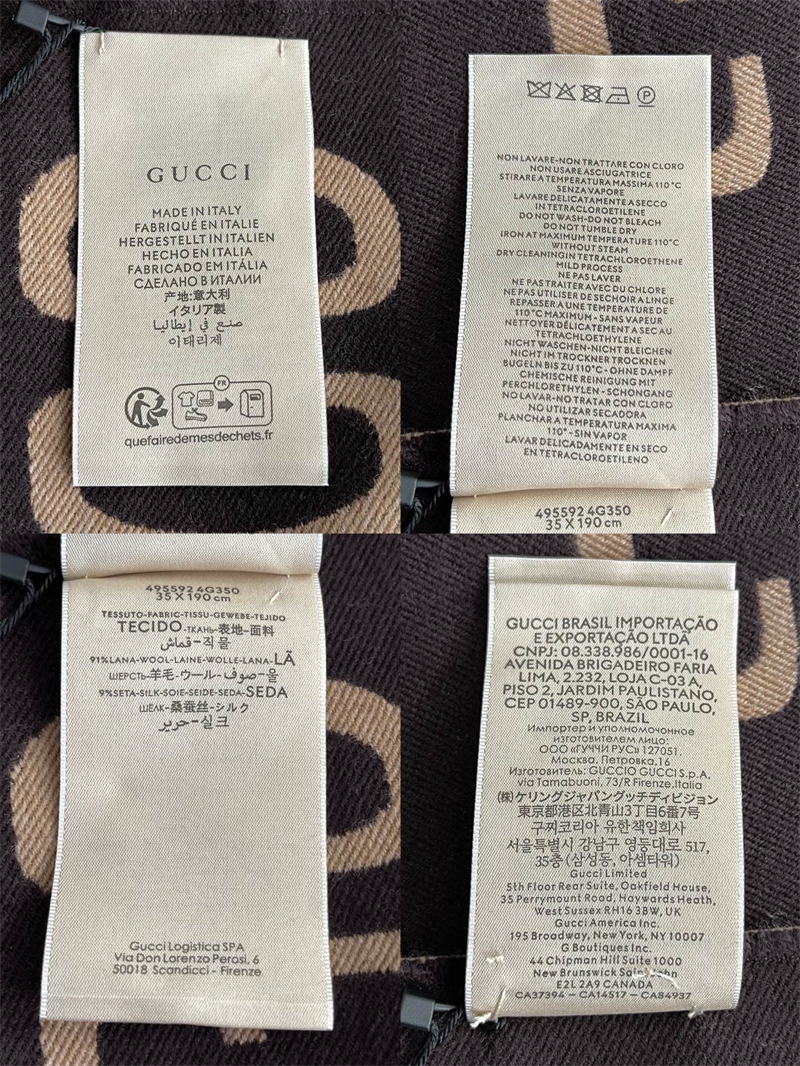 GUCCI
MADE IN ITALY
FABRIQUÉ EN ITALIE
HERGESTELLT IN ITALIEN
HECHO EN ITALIA
FABRICADO EM ITÁLIA
СДЕЛАНО В ИТАЛИИ
产地:意大利
イタリア製
صنع في إيطاليا
이태리제
FR
quefairedemesdechets.fr
P
NON LAVARE-NON TRATTARE CON CLORO
NON USARE ASCIUGATRICE
STIRARE A TEMPERATURA MASSIMA 110°C
SENZA VAPORE
LAVARE DELICATAMENTE A SECCO
IN TETRACLOROETILENE
DO NOT WASH-DO NOT BLEACH
DO NOT TUMBLE DRY
IRON AT MAXIMUM TEMPERATURE 110°C
WITHOUT STEAM
DRY CLEANING IN TETRACHLOROETHENE
MILD PROCESS
NE PAS LAVER
NE PAS TRAITER AVEC DU CHLORE
NE PAS UTILISER DE SECHOIR A LINGE
REPASSER A UNE TEMPERATURE DE
110°C MAXIMUM - SANS VAPEUR
NETTOYER DÉLICATEMENT A SEC AU
TETRACHLOETHYLENE
NICHT WASCHEN-NICHT BLEICHEN
NICHT IM TROCKNER TROCKNEN
BUGELN BIS ZU 110°C- OHNE DAMPF
CHEMISCHE REINIGUNG MIT
PERCHLORETHYLEN - SCHONGANG
NO LAVAR-NO TRATAR CON CLARO
NO UTILIZAR SECADORA
PLANCHAR A TEMPERATURA MAXIMA
110°-SIN VAPOR
LAVAR DELICADAMENTE EN SECO
EN TETRACLOROETILENO
495592 4G350
35 X 190 cm
495592 4G350
35 X 190 cm
TESSUTO-FABRIC-TISSU-GEWEBE-TEJIDO
TECIDO-ТКАНЬ-表地-面料
قماش-직물
91%LANA-WOOL-LAINE-WOLLE-LANA-LÃ
ШЕРСТЬ-羊毛-ウール-صوف-울
9%SETA-SILK-SOIE-SEIDE-SEDA-SEDA
ШЕЛК-桑蚕丝-シルク
حرير-실크
Gucci Logistica SPA
Via Don Lorenzo Perosi, 6
50018 Scandicci - Firenze
GUCCI BRASIL IMPORTAÇÃO
E EXPORTAÇÃO LTDA
CNPJ: 08.338.986/0001-16
AVENIDA BRIGADEIRO FARIA
LIMA, 2.232, LOJA C-03 A,
PISO 2, JARDIM PAULISTANO,
CEP 01489-900, SÃO PAULO,
SP, BRAZIL
Импортер и уполномоченное
изготовителем лицо:
ООО «ГУЧЧИ РУС» 127051,
Москва, Петровка,16
Изготовитель: GUCCIO GUCCI S.p.A,
via Tamabuoni, 73/R Firenze,Italia
(株)ケリングジャパングッチディビジョン
東京都港区北青山3丁目6番7号
구찌코리아 유한책임회사
서울특별시 강남구 영동대로 517,
35층 (삼성동, 아셈타워)
Gucci Limited
5th Floor Rear Suite, Oakfield House,
35 Perrymount Road, Haywards Heath,
West Sussex RH16 3BW, UK
Gucci America Inc.
195 Broadway, New York, NY 10007
G Boutiques Inc.
44 Chipman Hill Suite 1000
New Brunswick Saint John
E2L 2A9 CANADA
CA37394 - CA14517 - CA84937